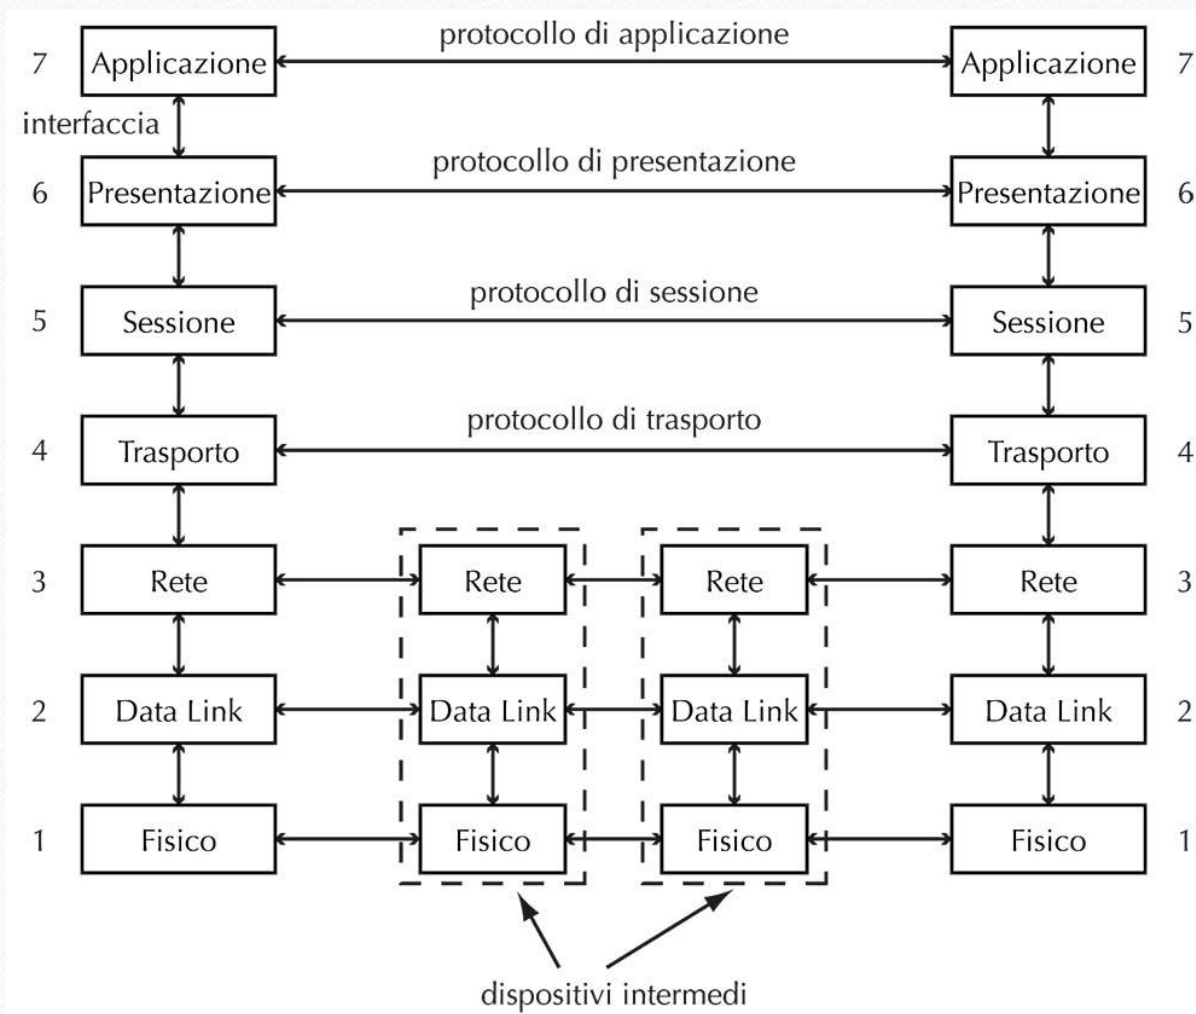 protocollo di applicazione
7 Applicazione Applicazione 7
interfaccia
protocollo di presentazione
6 Presentazione Presentazione 6
protocollo di sessione
5 Sessione Sessione 5
protocollo di trasporto
4 Trasporto Trasporto 4
3 Rete Rete Rete Rete 3
2 Data Link Data Link Data Link Data Link 2
1 Fisico Fisico Fisico Fisico 1
dispositivi intermedi